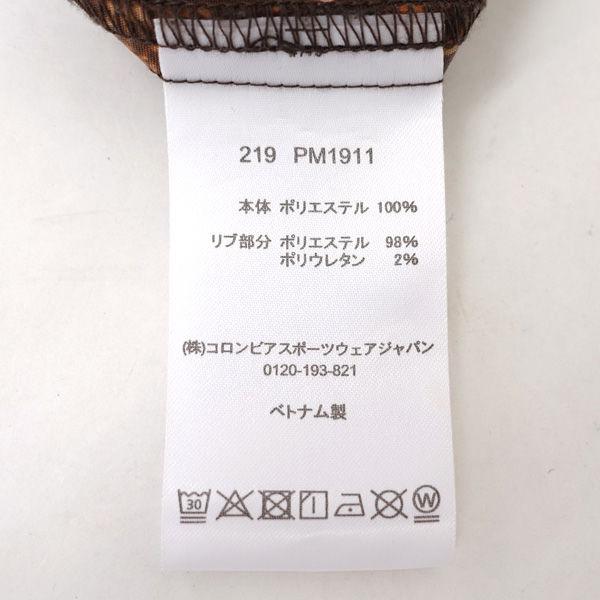 219 PM1911
本体 ポリエステル 100%
リブ部分 ポリエステル 98%
ポリウレタン 2%
(株)コロンビアスポーツウェアジャパン
0120-193-821
ベトナム製
30 W